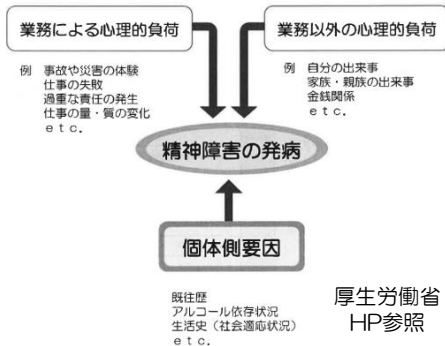 業務による心理的負荷
例　事故や災害の体験
仕事の失敗
過重な責任の発生
仕事の量・質の変化
ｅｔｃ．
業務以外の心理的負荷
例　自分の出来事
家族・親族の出来事
金銭関係
ｅｔｃ．
精神障害の発病
個体側要因
既往歴
アルコール依存状況
生活史（社会適応状況）
ｅｔｃ．
厚生労働省
HP参照